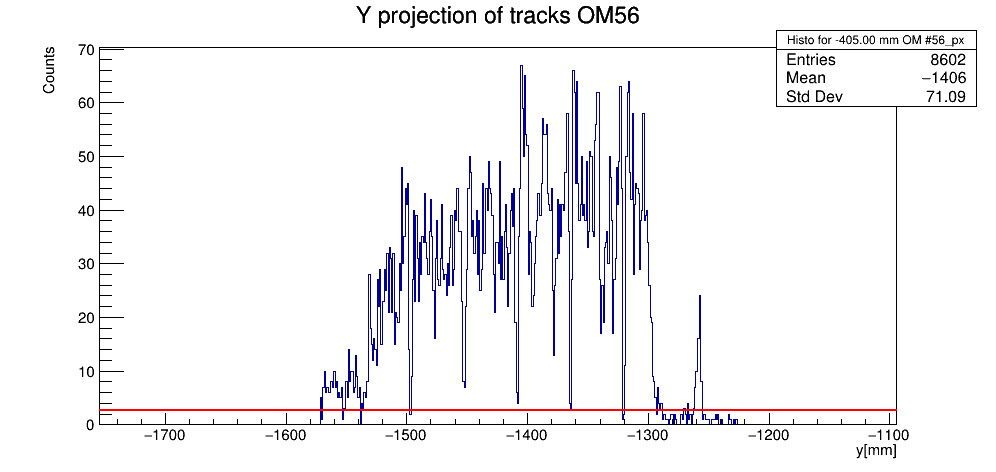 Y projection of tracks OM56
Histo for -405.00 mm OM #56_px
Entries 8602
Mean −1406
Std Dev 71.09
Counts
70
60
50
40
30
20
10
0
−1700 −1600 −1500 −1400 −1300 −1200 −1100
y[mm]